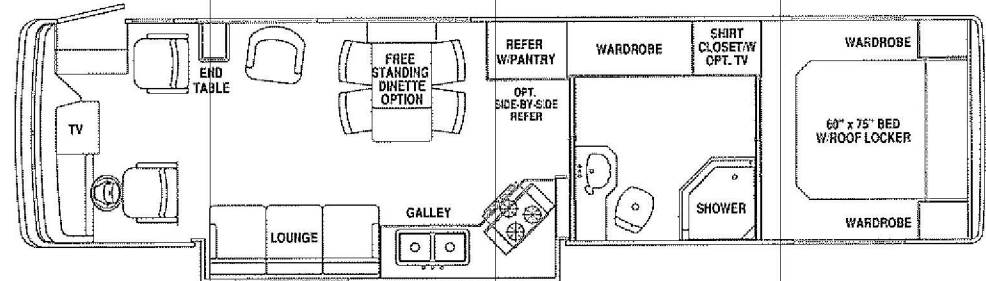 TV
END
TABLE
FREE
STANDING
DINETTE
OPTION
REFER
W/PANTRY
OPT.
SIDE-BY-SIDE
REFER
WARDROBE
SHIRT
CLOSET/W
OPT. TV
WARDROBE
60" x 75" BED
W/ROOF LOCKER
WARDROBE
LOUNGE
GALLEY
SHOWER